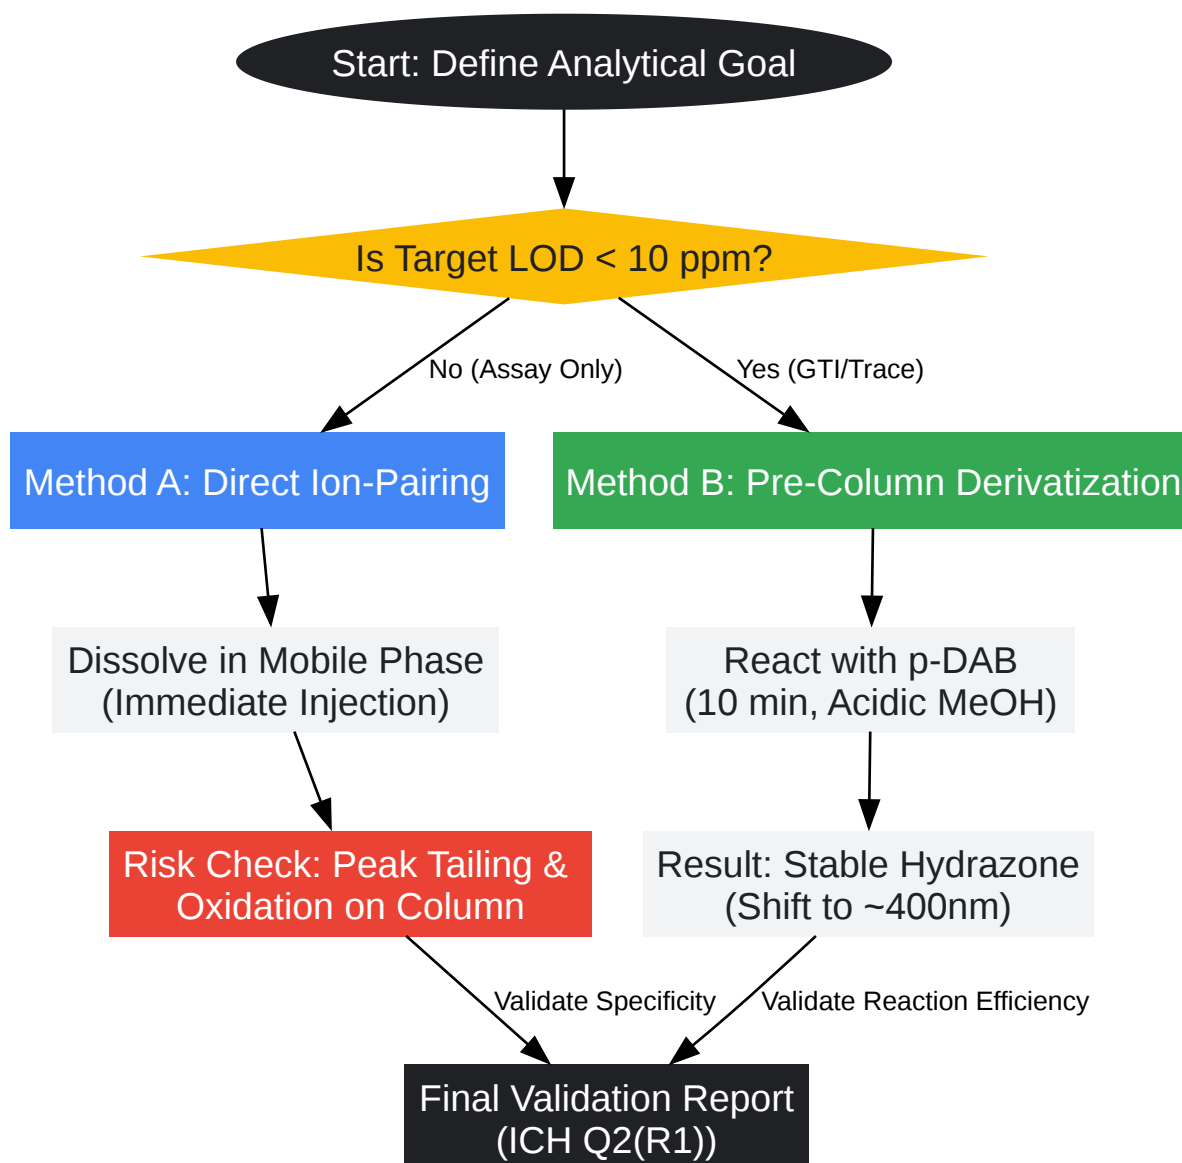 Start: Define Analytical Goal
Is Target LOD < 10 ppm?
No (Assay Only)
Yes (GTI/Trace)
Method A: Direct Ion-Pairing
Method B: Pre-Column Derivatization
Dissolve in Mobile Phase
(Immediate Injection)
React with p-DAB
(10 min, Acidic MeOH)
Risk Check: Peak Tailing &
Oxidation on Column
Result: Stable Hydrazone
(Shift to ~400nm)
Validate Specificity
Validate Reaction Efficiency
Final Validation Report
(ICH Q2(R1))